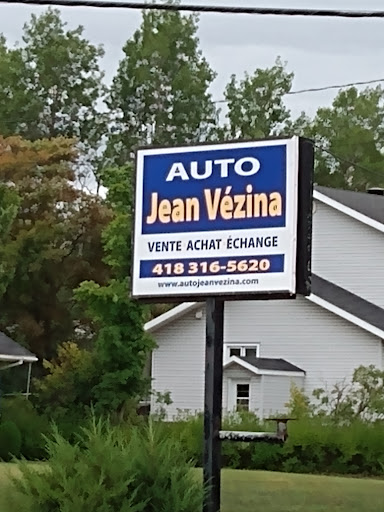 AUTO
Jean Vézina
VENTE ACHAT ÉCHANGE
418 316-5620
www.autojeanvezina.com